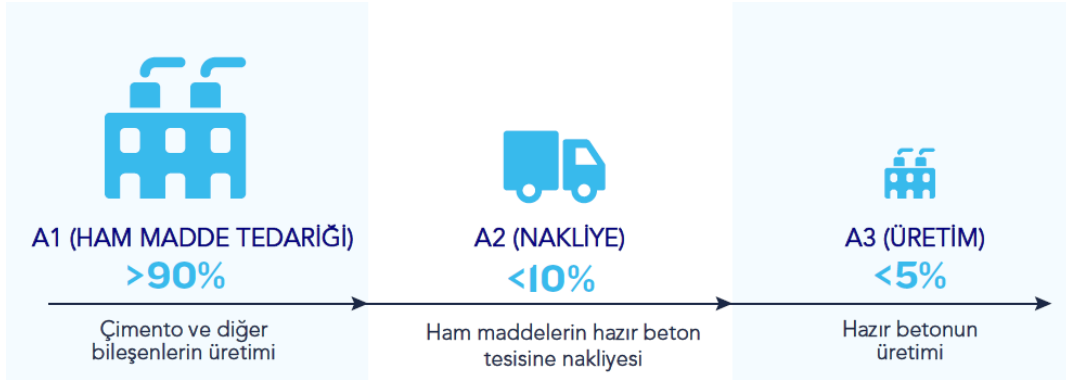 A1 (HAM MADDE TEDARİĞİ)
>90%
Çimento ve diğer
bileşenlerin üretimi
A2 (NAKLİYE)
<10%
Ham maddelerin hazır beton
tesisine nakliyesi
A3 (ÜRETİM)
<5%
Hazır betonun
üretimi